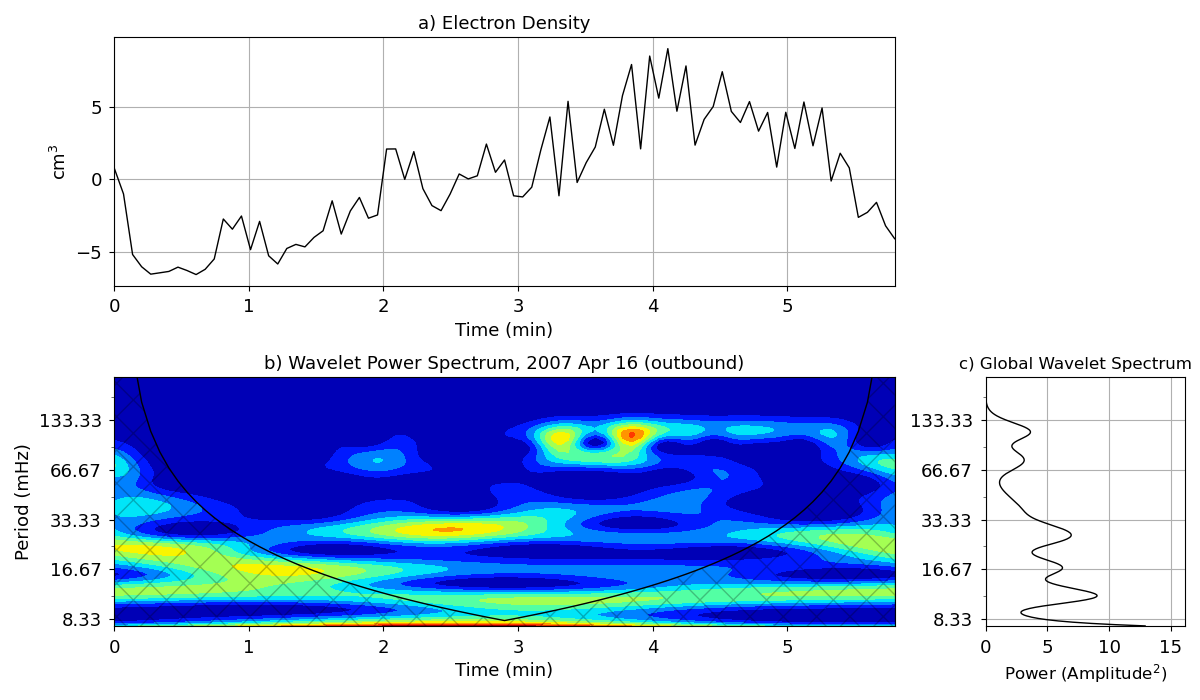 a) Electron Density
cm³
5
0
−5
0 1 2 3 4 5
Time (min)
b) Wavelet Power Spectrum, 2007 Apr 16 (outbound)
Period (mHz)
133.33
66.67
33.33
16.67
8.33
0 1 2 3 4 5
Time (min)
c) Global Wavelet Spectrum
133.33
66.67
33.33
16.67
8.33
0 5 10 15
Power (Amplitude²)